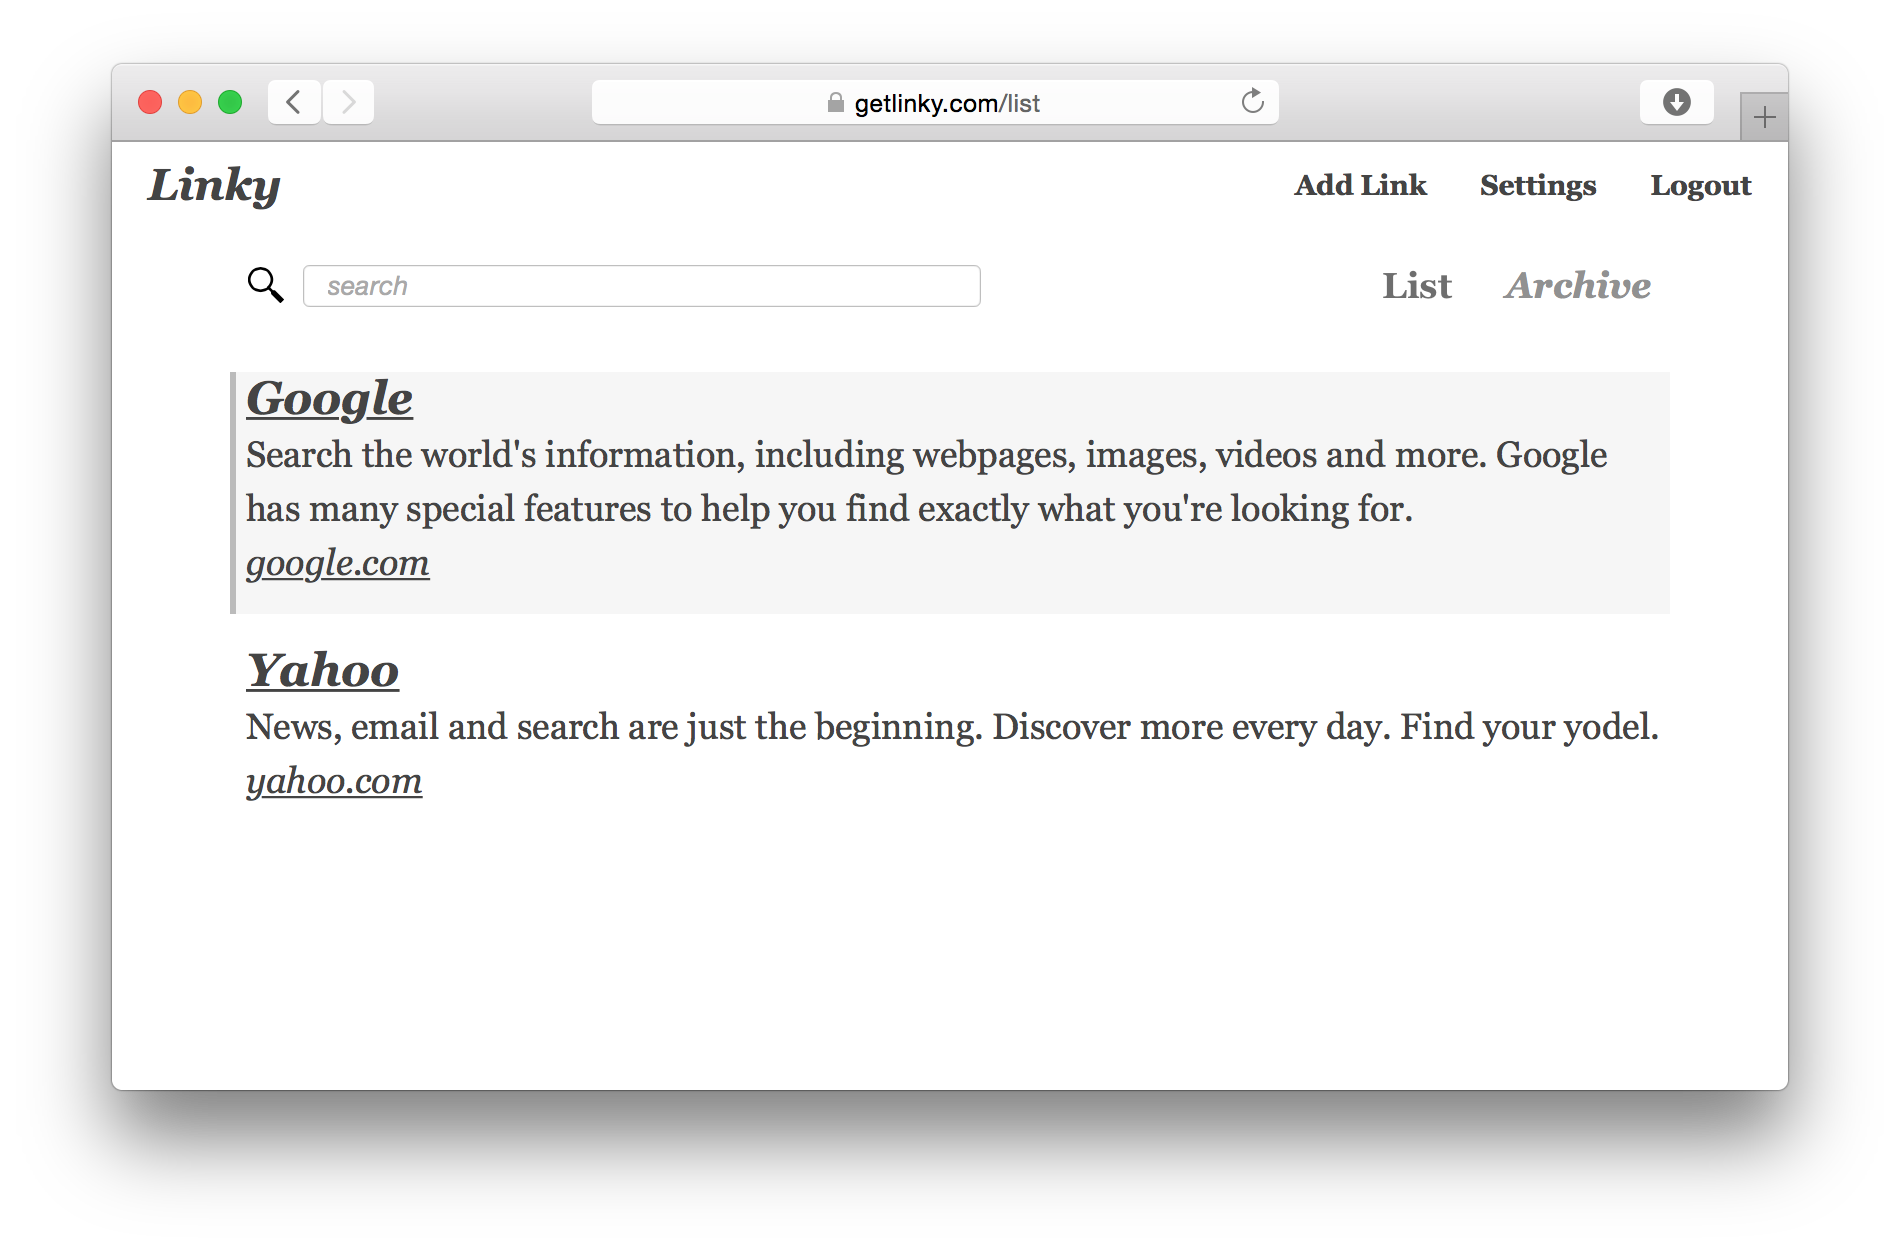 getlinky.com/list
Linky
Add Link Settings Logout
search
List Archive
Google
Search the world's information, including webpages, images, videos and more. Google
has many special features to help you find exactly what you're looking for.
google.com
Yahoo
News, email and search are just the beginning. Discover more every day. Find your yodel.
yahoo.com